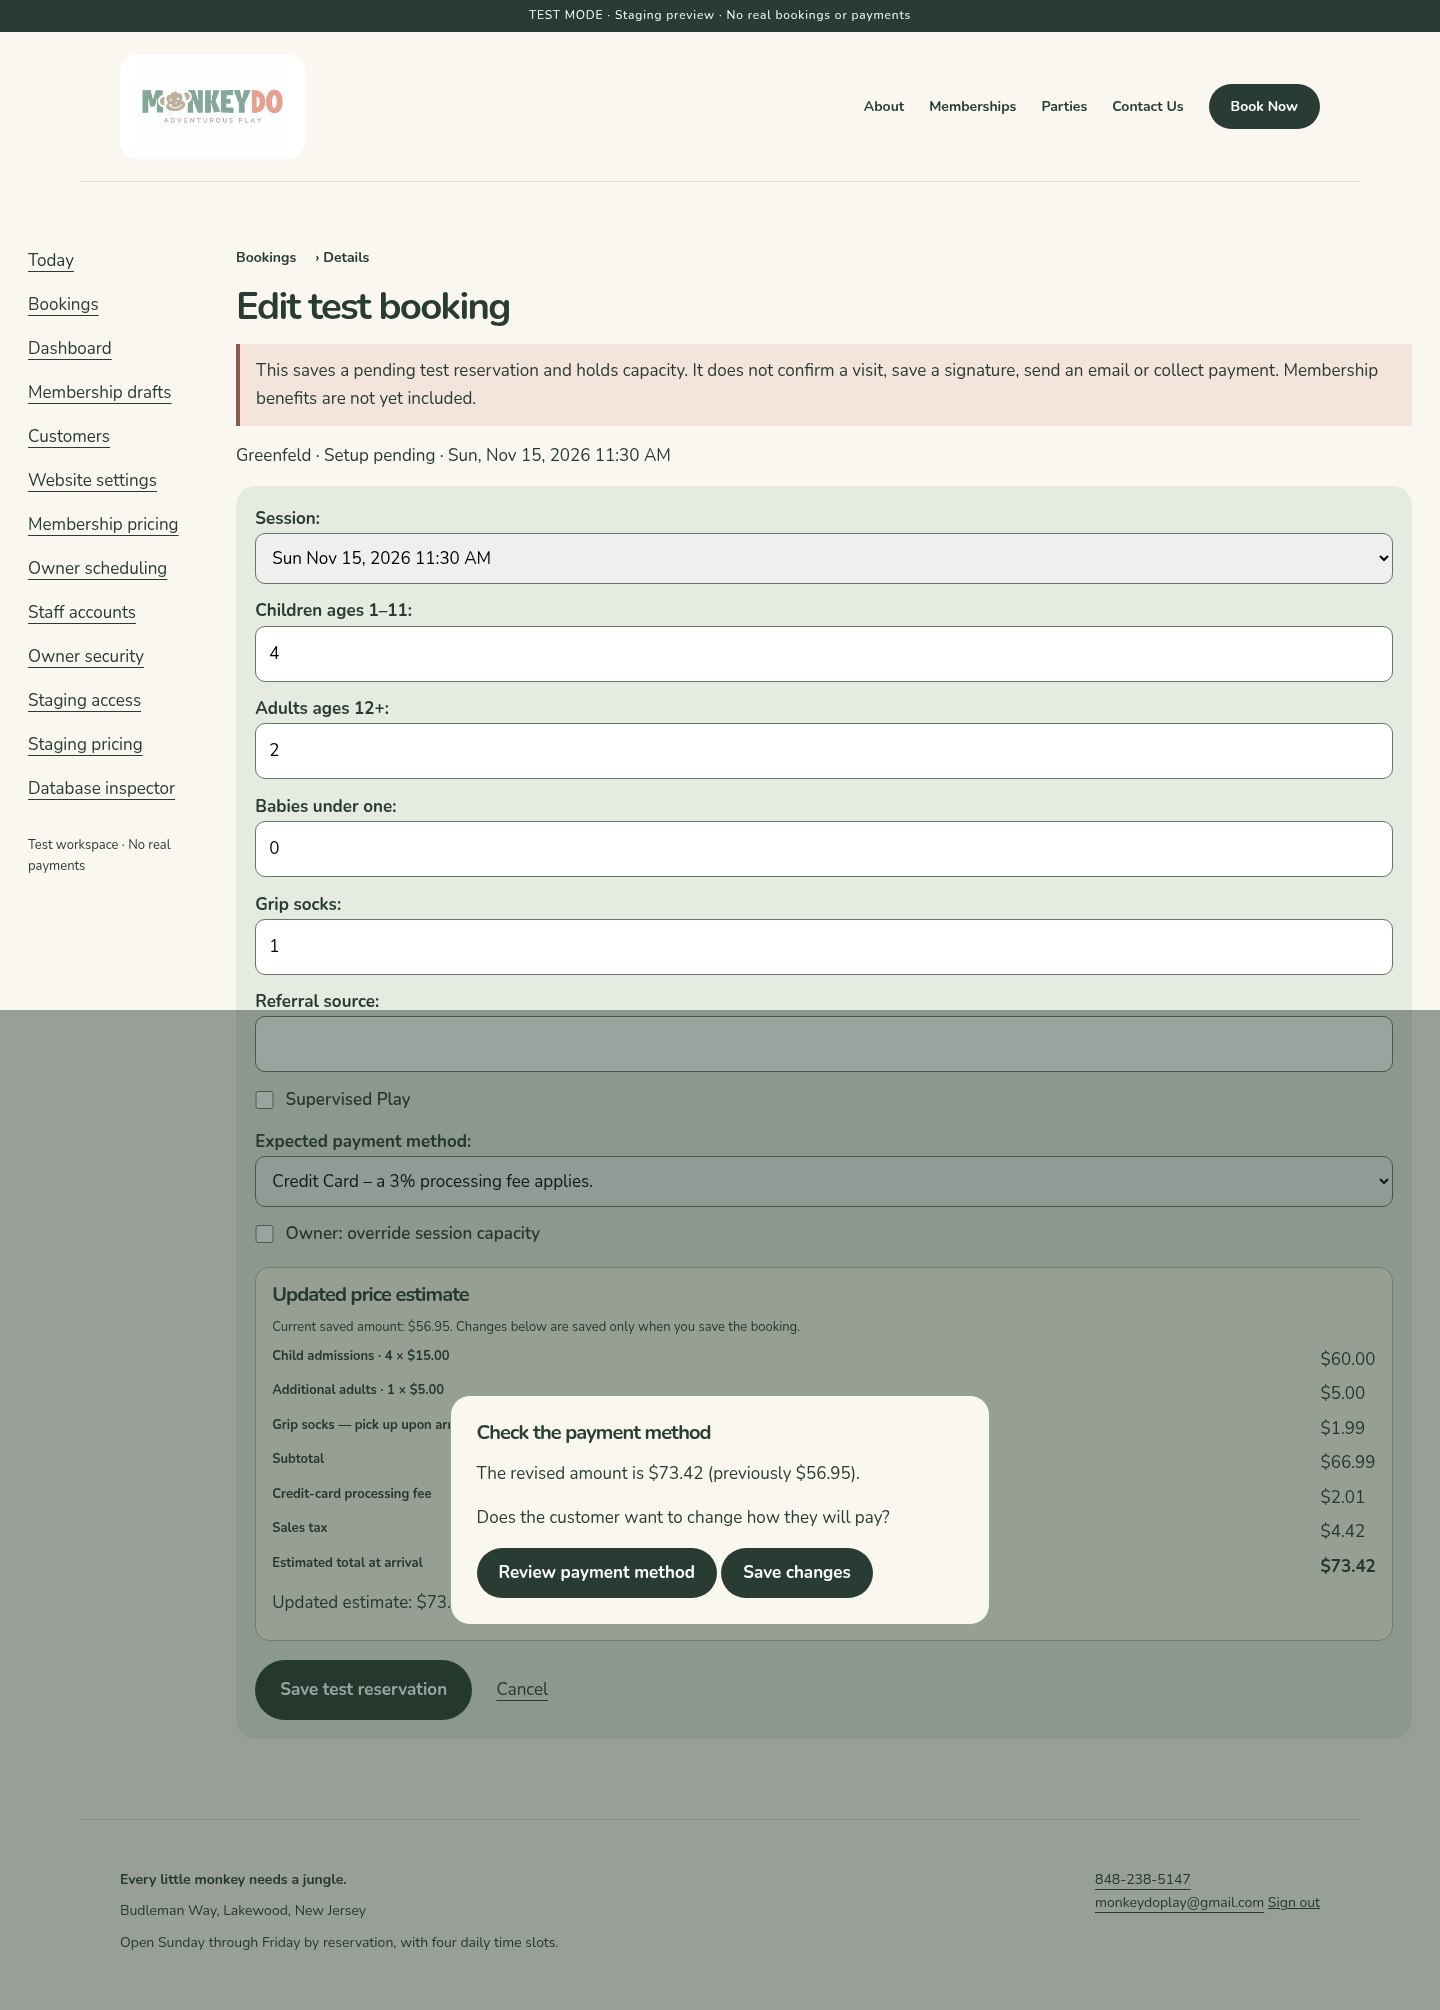 TEST MODE · Staging preview · No real bookings or payments
MONKEYDO
ADVENTUROUS PLAY
About
Memberships
Parties
Contact Us
Book Now
Today
Bookings
Dashboard
Membership drafts
Customers
Website settings
Membership pricing
Owner scheduling
Staff accounts
Owner security
Staging access
Staging pricing
Database inspector
Test workspace · No real
payments
Bookings › Details
Edit test booking
This saves a pending test reservation and holds capacity. It does not confirm a visit, save a signature, send an email or collect payment. Membership
benefits are not yet included.
Greenfeld · Setup pending · Sun, Nov 15, 2026 11:30 AM
Session:
Sun Nov 15, 2026 11:30 AM
Children ages 1–11:
4
Adults ages 12+:
2
Babies under one:
0
Grip socks:
1
Referral source:
Supervised Play
Expected payment method:
Credit Card – a 3% processing fee applies.
Owner: override session capacity
Updated price estimate
Current saved amount: $56.95. Changes below are saved only when you save the booking.
Child admissions · 4 × $15.00 $60.00
Additional adults · 1 × $5.00 $5.00
Grip socks — pick up upon $1.99
Subtotal $66.99
Credit-card processing fee $2.01
Sales tax $4.42
Estimated total at arrival $73.42
Updated estimate: $73.
Check the payment method
The revised amount is $73.42 (previously $56.95).
Does the customer want to change how they will pay?
Review payment method
Save changes
Save test reservation
Cancel
Every little monkey needs a jungle.
Budleman Way, Lakewood, New Jersey
Open Sunday through Friday by reservation, with four daily time slots.
848-238-5147
monkeydoplay@gmail.com Sign out